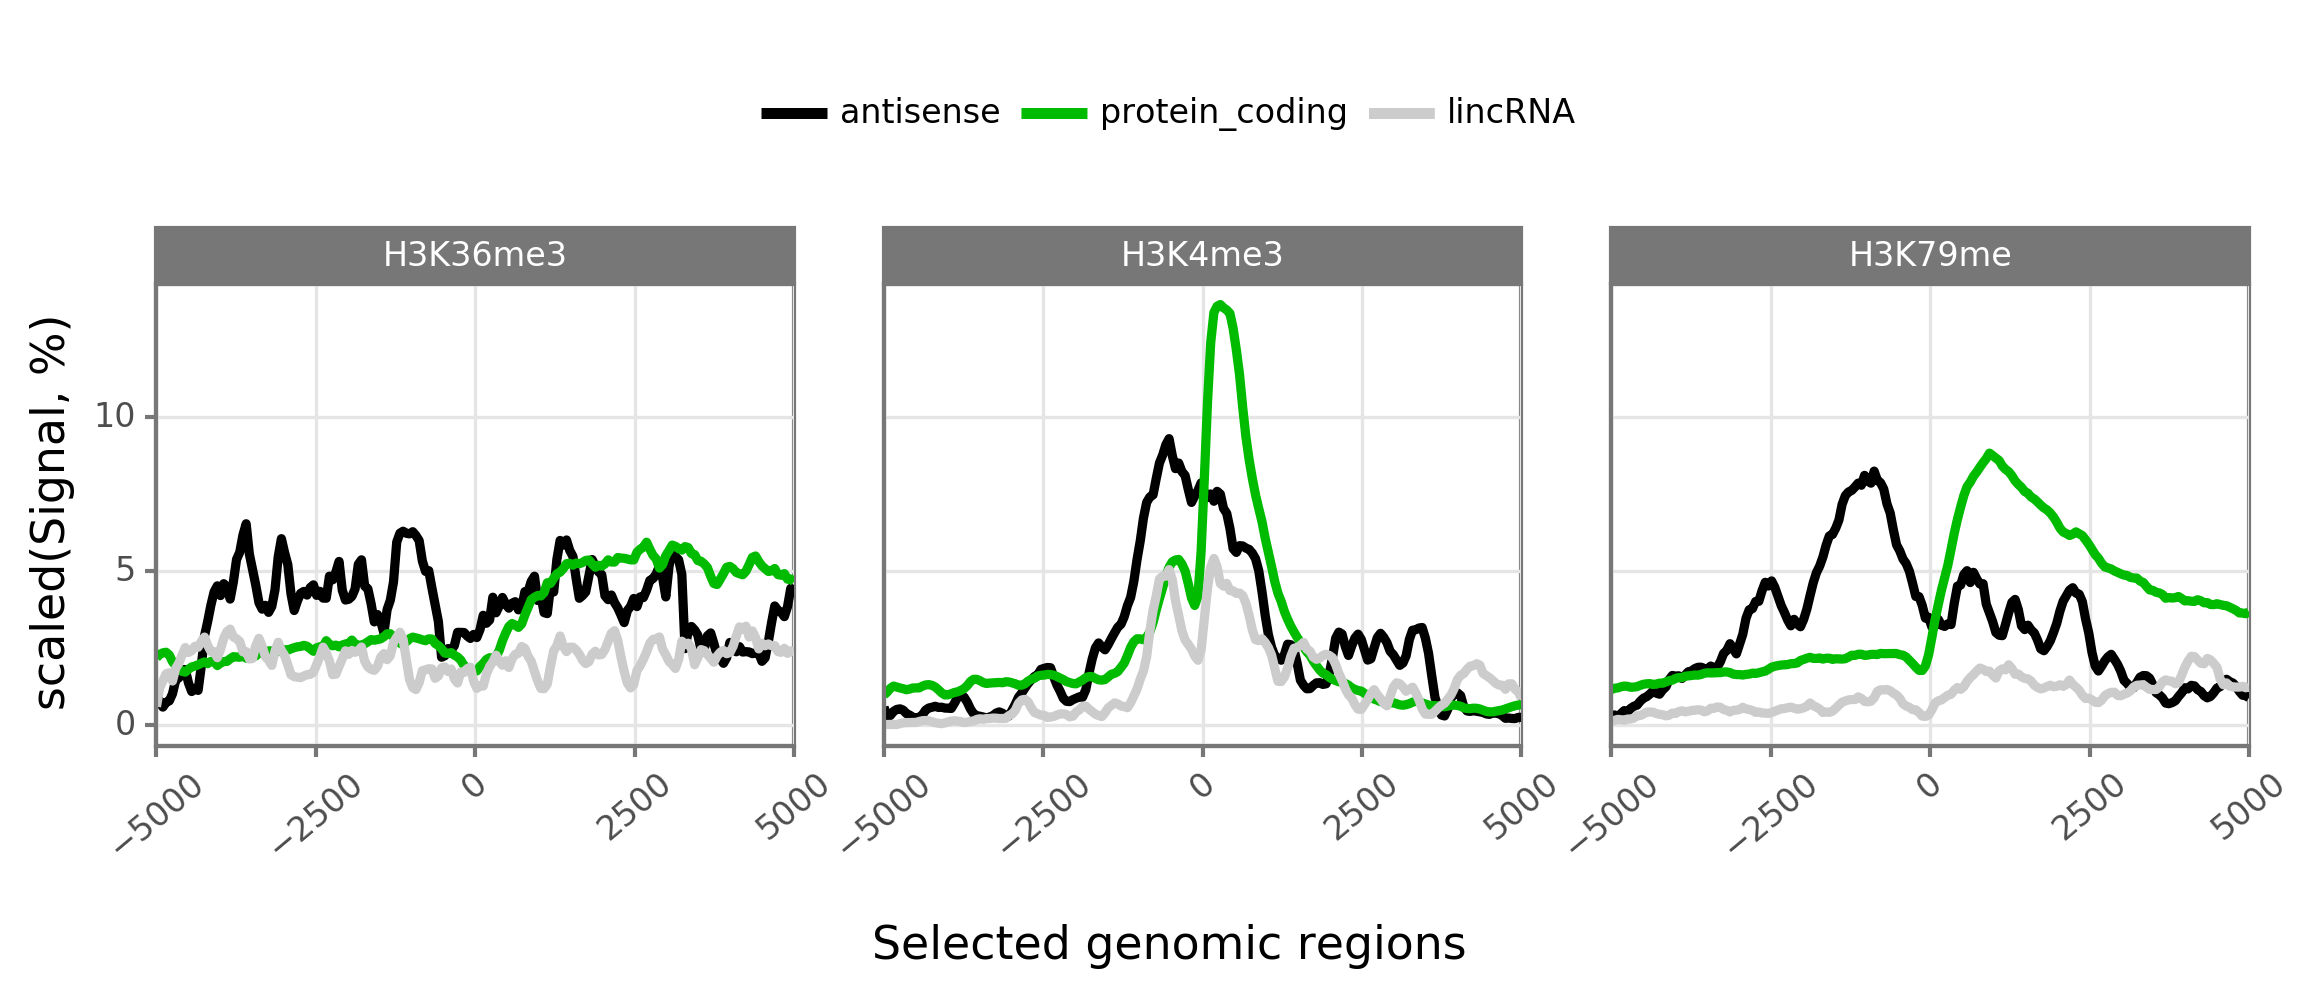 antisense protein_coding lincRNA
H3K36me3 H3K4me3 H3K79me
scaled(Signal, %)
10
5
0
−5000 −2500 0 2500 5000 −5000 −2500 0 2500 5000 −5000 −2500 0 2500 5000
Selected genomic regions